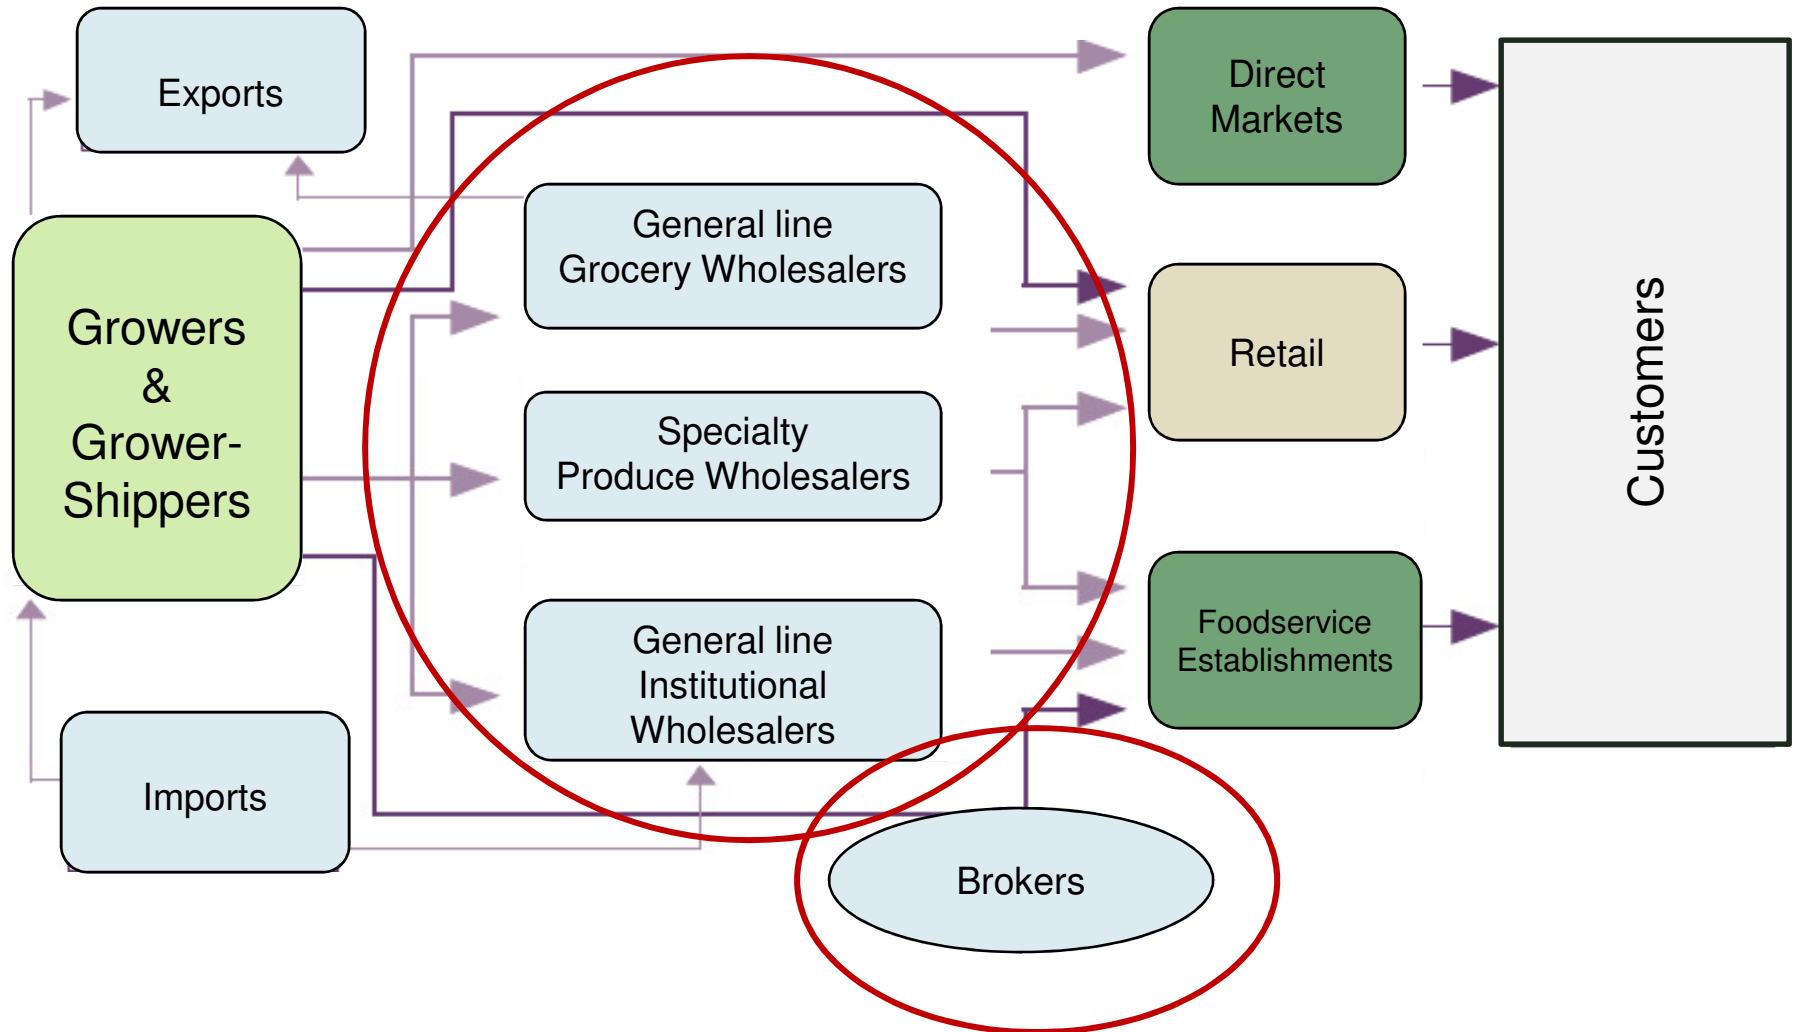 Exports
Growers
&
Grower-
Shippers
Imports
General line
Grocery Wholesalers
Specialty
Produce Wholesalers
General line
Institutional
Wholesalers
Brokers
Direct
Markets
Retail
Foodservice
Establishments
Customers